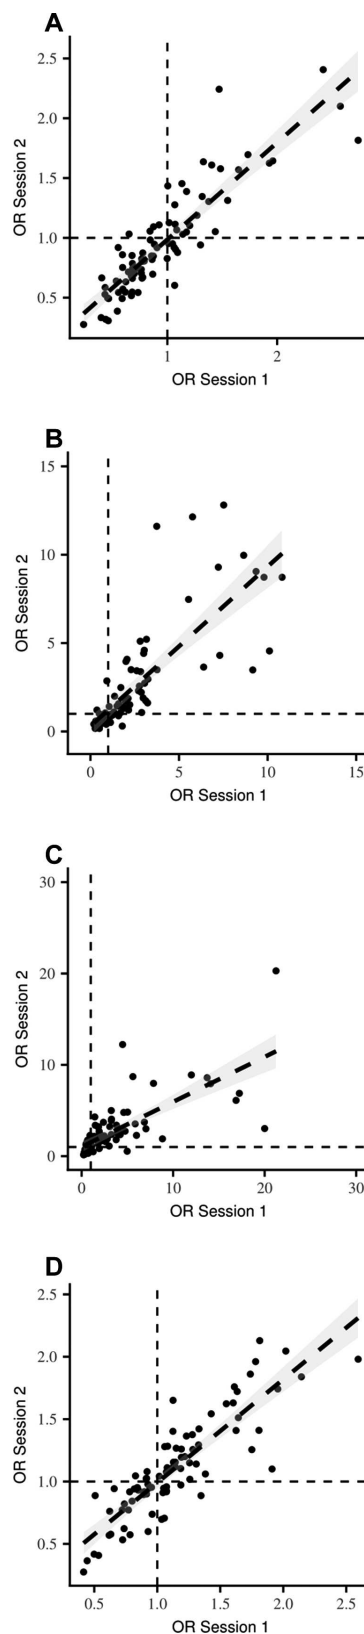 A
2.5
2.0
1.5
1.0
0.5
OR Session 2
1 2
OR Session 1
B
15
10
5
0
OR Session 2
0 5 10 15
OR Session 1
C
30
20
10
0
OR Session 2
0 10 20 30
OR Session 1
D
2.5
2.0
1.5
1.0
0.5
OR Session 2
0.5 1.0 1.5 2.0 2.5
OR Session 1